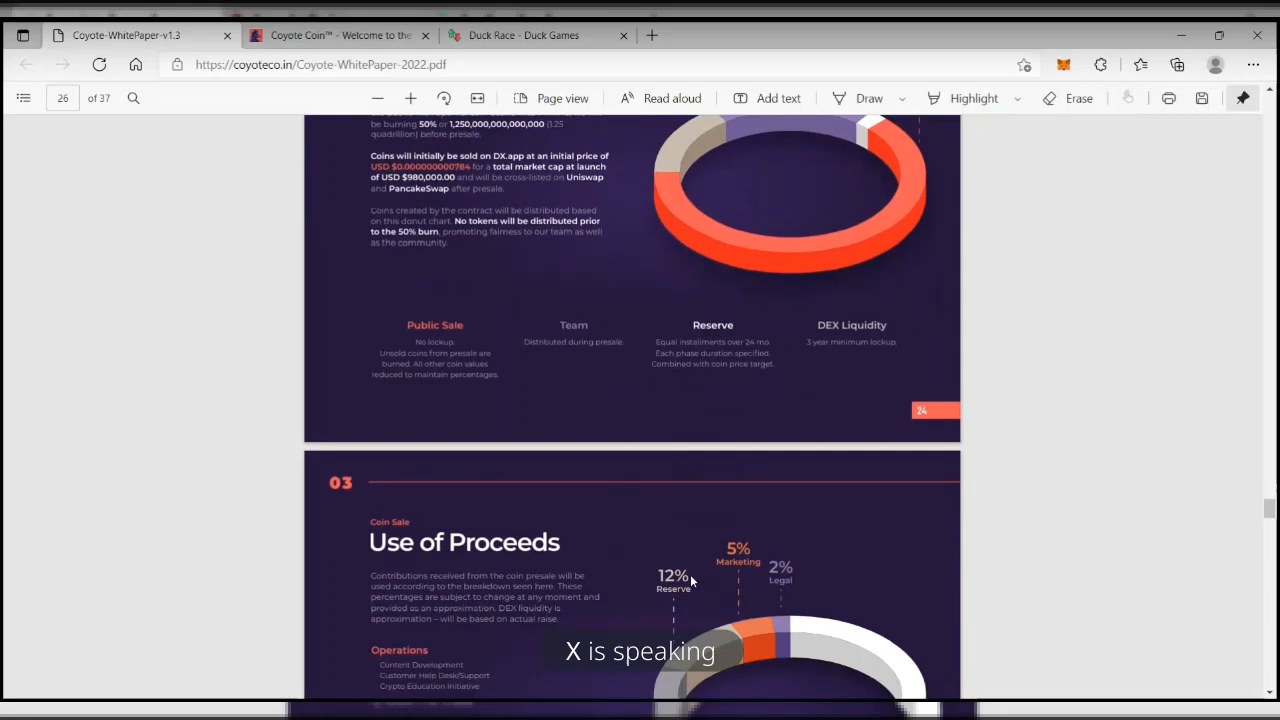 Coyote-WhitePaper-v1.3
Coyote Coin™ - Welcome to the
Duck Race - Duck Games
https://coyoteco.in/Coyote-WhitePaper-2022.pdf
26 of 37
Page view
Read aloud
Add text
Draw
Highlight
Erase
be burning 50% or 1,250,000,000,000,000 (1.25
quadrillion) before presale.
Coins will initially be sold on DX.app at an initial price of
USD $0.000000000784 for a total market cap at launch
of USD $980,000.00 and will be cross-listed on Uniswap
and PancakeSwap after presale.
Coins created by the contract will be distributed based
on this donut chart. No tokens will be distributed prior
to the 50% burn, promoting fairness to our team as well
as the community.
Public Sale
No lockup.
Unsold coins from presale are
burned. All other coin values
reduced to maintain percentages.
Team
Distributed during presale.
Reserve
Equal installments over 24 mo.
Each phase duration specified.
Combined with coin price target.
DEX Liquidity
3 year minimum lockup.
24
03
Coin Sale
Use of Proceeds
Contributions received from the coin presale will be
used according to the breakdown seen here. These
percentages are subject to change at any moment and
provided as an approximation. DEX liquidity is
approximation – will be based on actual raise.
Operations
Content Development
Customer Help Desk/Support
Crypto Education Initiative
12%
Reserve
5%
Marketing
2%
Legal
X is speaking